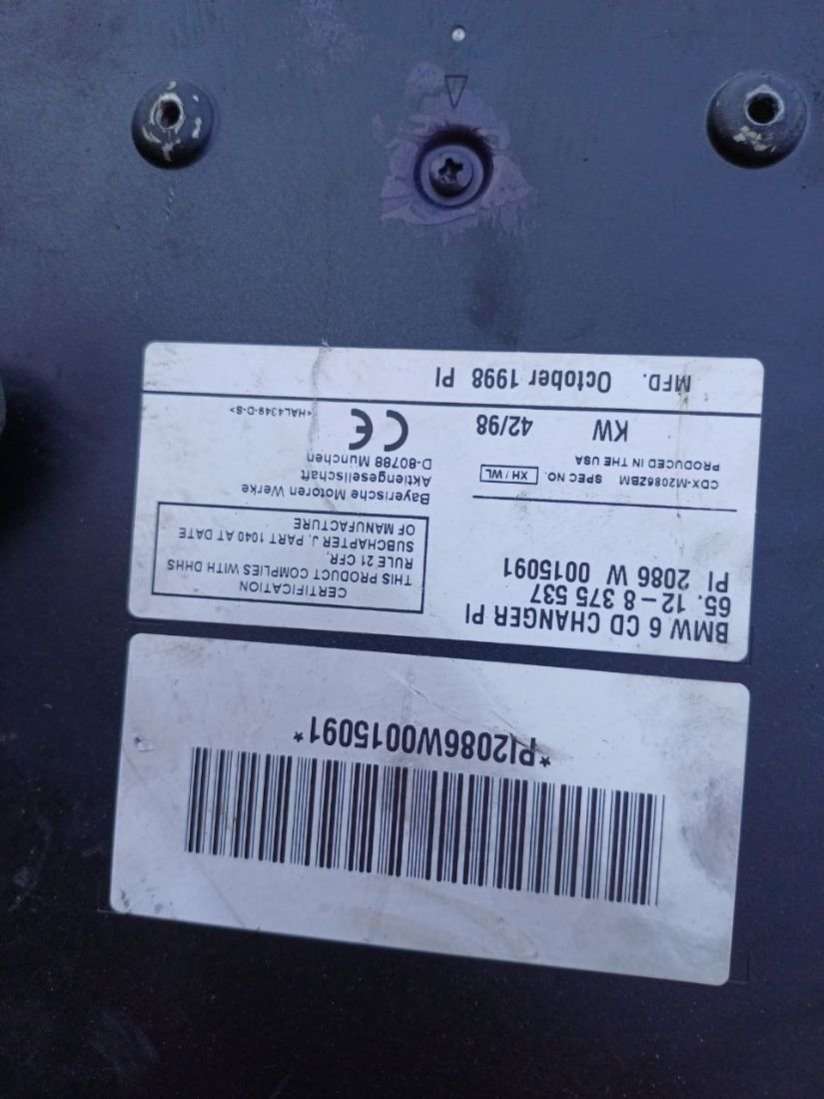 *PI2086W0015091*
BMW 6 CD CHANGER PI
65. 12-8 375 537
PI 2086 W 0015091
CERTIFICATION
THIS PRODUCT COMPLIES WITH DHHS
RULE 21 CFR,
SUBCHAPTER J, PART 1040 AT DATE
OF MANUFACTURE
CDX-M2086ZBM SPEC NO. XH / WL
PRODUCED IN THE USA
Bayerische Motoren Werke
Aktiengesellschaft
D-80788 Munchen
KW 42/98
CE
<HAL4349-D-S>
MFD. October 1998 PI